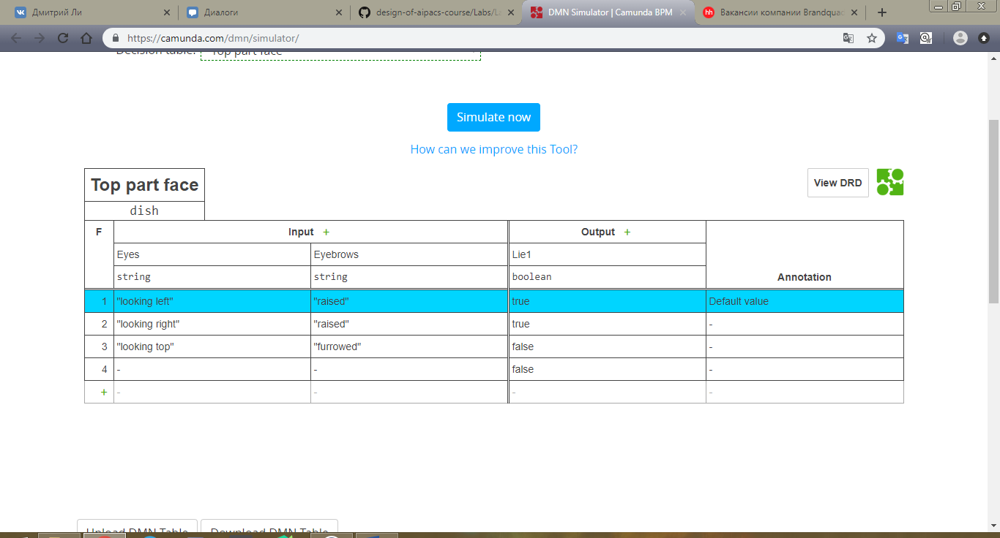 Дмитрий Ли
Диалоги
design-of-aipacs-course/Labs/La
DMN Simulator | Camunda BPM
hh
Вакансии компании Brandquad
https://camunda.com/dmn/simulator/
Decision table: Top part face
Simulate now
How can we improve this Tool?
Top part face
View DRD
dish
F Input + Output +
Eyes Eyebrows Lie1
string string boolean Annotation
1 "looking left" "raised" true Default value
2 "looking right" "raised" true -
3 "looking top" "furrowed" false -
4 - - false -
+ - - - -
Upload DMN Table Download DMN Table